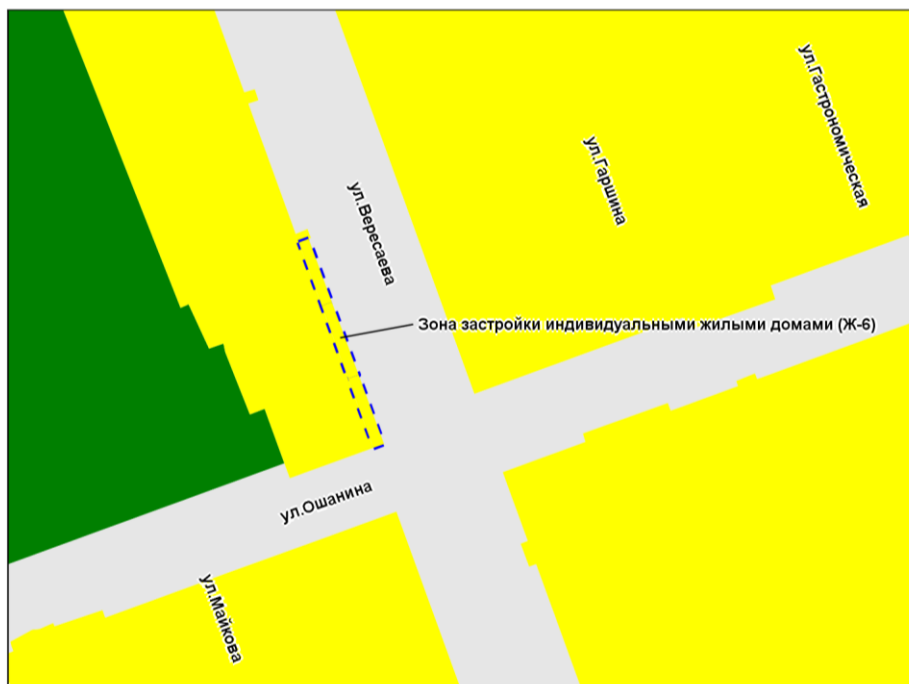 ул.Гастрономическая
ул.Гаршина
ул.Вересаева
Зона застройки индивидуальными жилыми домами (Ж-6)
ул.Ошанина
ул.Майкова